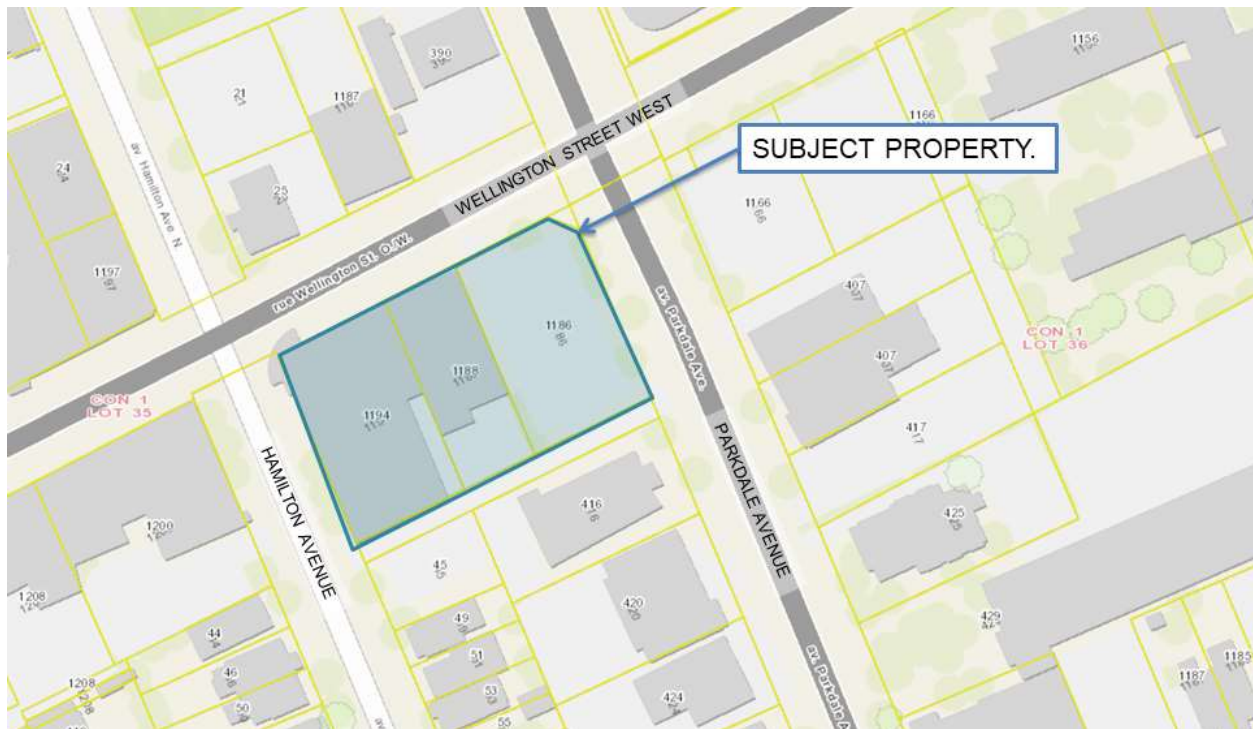 1156
390
21
1187
1166
WELLINGTON STREET WEST
SUBJECT PROPERTY.
24
av. Hamilton Ave. N.
25
1166
rue Wellington St. O./W.
1197
407
av. Parkdale Ave.
1186
CON 1
LOT 36
407
1188
CON 1
LOT 35
1194
417
HAMILTON AVENUE
PARKDALE AVENUE
416
425
1200
45
1208
420
49
429
44
51
46
1208
50
53
424
55
1187
1185
av. Parkdale A
av